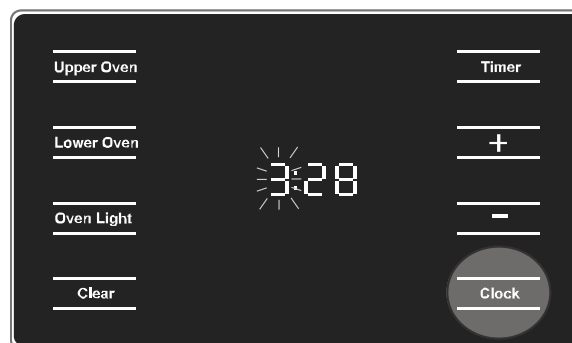 Upper Oven
Timer
Lower Oven
+
3:28
Oven Light
-
Clear
Clock